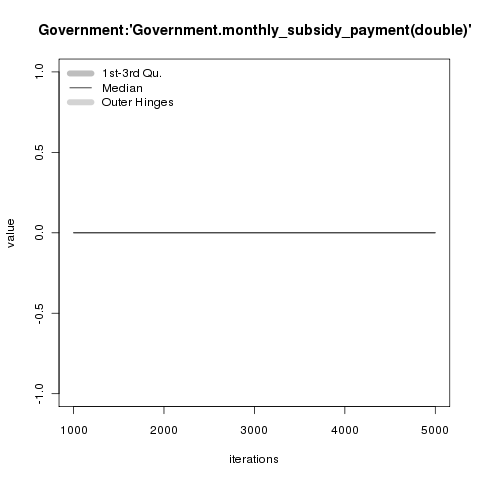 Government:'Government.monthly_subsidy_payment(double)'
1st-3rd Qu.
Median
Outer Hinges
value
1.0
0.5
0.0
-0.5
-1.0
1000 2000 3000 4000 5000
iterations